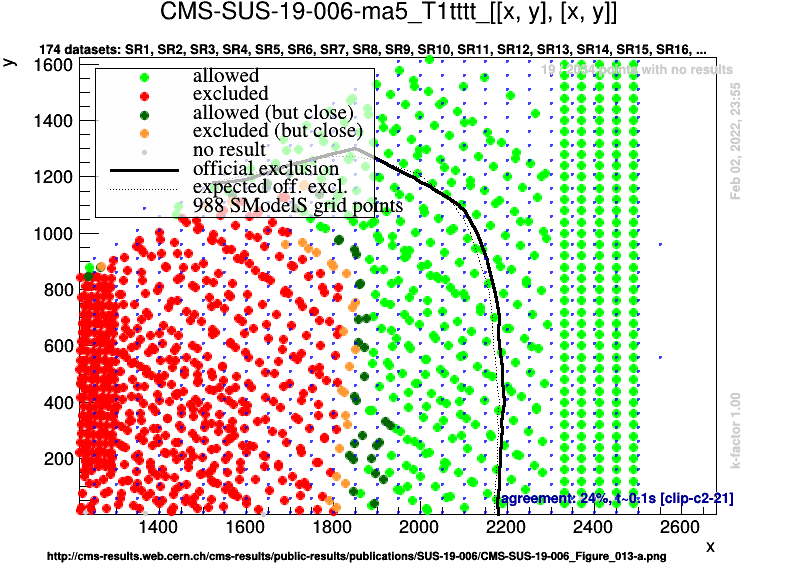 CMS-SUS-19-006-ma5_T1tttt_[[x, y], [x, y]]
174 datasets: SR1, SR2, SR3, SR4, SR5, SR6, SR7, SR8, SR9, SR10, SR11, SR12, SR13, SR14, SR15, SR16, ...
y
points with no results
allowed
excluded
allowed (but close)
excluded (but close)
no result
official exclusion
expected off. excl.
988 SModelS grid points
1600
1400
1200
1000
800
600
400
200
1400
1600
1800
2000
2200
2400
2600
x
agreement: 24%, t~0.1s [clip-c2-21]
Feb 02, 2022, 23:55
k-factor 1.00
http://cms-results.web.cern.ch/cms-results/public-results/publications/SUS-19-006/CMS-SUS-19-006_Figure_013-a.png